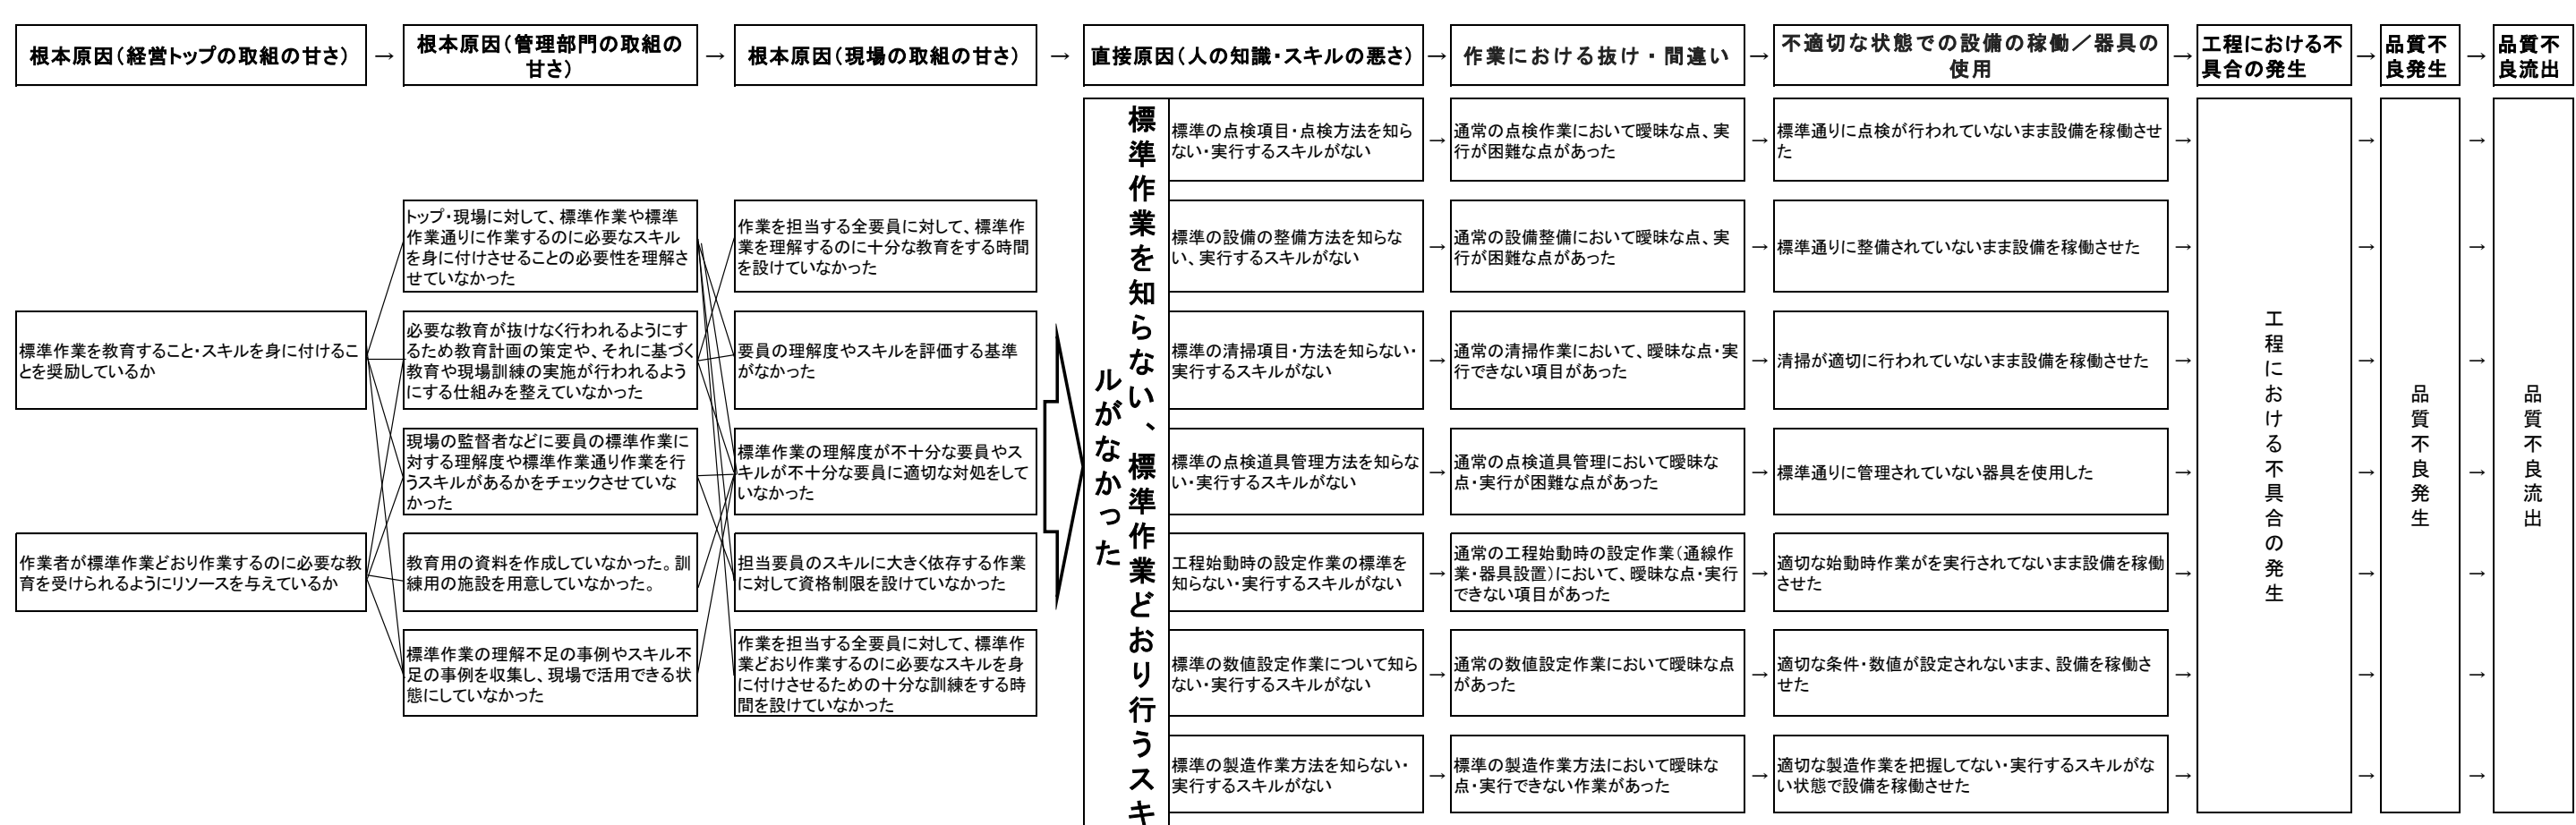 根本原因（経営トップの取組の甘さ）
→
根本原因（管理部門の取組の
甘さ）
→
根本原因（現場の取組の甘さ）
→
直接原因（人の知識・スキルの悪さ）
→
作業における抜け・間違い
→
不適切な状態での設備の稼働／器具の
使用
→
工程における不
具合の発生
→
品質不
良発生
→
品質不
良流出
標準作業を教育すること・スキルを身に付けるこ
とを奨励しているか
作業者が標準作業どおり作業するのに必要な教
育を受けられるようにリソースを与えているか
トップ・現場に対して、標準作業や標準
作業通りに作業するのに必要なスキル
を身に付けさせることの必要性を理解さ
せていなかった
必要な教育が抜けなく行われるようにす
るため教育計画の策定や、それに基づく
教育や現場訓練の実施が行われるよう
にする仕組みを整えていなかった
現場の監督者などに要員の標準作業に
対する理解度や標準作業通り作業を行
うスキルがあるかをチェックさせていな
かった
教育用の資料を作成していなかった。訓
練用の施設を用意していなかった。
標準作業の理解不足の事例やスキル不
足の事例を収集し、現場で活用できる状
態にしていなかった
作業を担当する全要員に対して、標準作
業を理解するのに十分な教育をする時間
を設けていなかった
要員の理解度やスキルを評価する基準
がなかった
標準作業の理解度が不十分な要員やス
キルが不十分な要員に適切な対処をして
いなかった
担当要員のスキルに大きく依存する作業
に対して資格制限を設けていなかった
作業を担当する全要員に対して、標準作
業どおり作業するのに必要なスキルを身
に付けさせるための十分な訓練をする時
間を設けていなかった
標準作業を知らない、標準作業どおり行うスキ
ルがなかった
標準の点検項目・点検方法を知ら
ない・実行するスキルがない
→
通常の点検作業において曖昧な点、実
行が困難な点があった
→
標準通りに点検が行われていないまま設備を稼働させ
た
→
→
→
標準の設備の整備方法を知らな
い、実行するスキルがない
→
通常の設備整備において曖昧な点、実
行が困難な点があった
→
標準通りに整備されていないまま設備を稼働させた
→
→
→
標準の清掃項目・方法を知らない・
実行するスキルがない
→
通常の清掃作業において、曖昧な点・実
行できない項目があった
→
清掃が適切に行われていないまま設備を稼働させた
→
→
→
標準の点検道具管理方法を知らな
い・実行するスキルがない
→
通常の点検道具管理において曖昧な
点・実行が困難な点があった
→
標準通りに管理されていない器具を使用した
→
→
→
工程始動時の設定作業の標準を
知らない・実行するスキルがない
→
通常の工程始動時の設定作業（通線作
業・器具設置）において、曖昧な点・実行
できない項目があった
→
適切な始動時作業がを実行されてないまま設備を稼働
させた
→
→
→
標準の数値設定作業について知ら
ない・実行するスキルがない
→
通常の数値設定作業において曖昧な点
があった
→
適切な条件・数値が設定されないまま、設備を稼働さ
せた
→
→
→
標準の製造作業方法を知らない・
実行するスキルがない
→
標準の製造作業方法において曖昧な
点・実行できない作業があった
→
適切な製造作業を把握してない・実行するスキルがな
い状態で設備を稼働させた
→
→
→
工程における不具合の発生
品質不良発生
品質不良流出